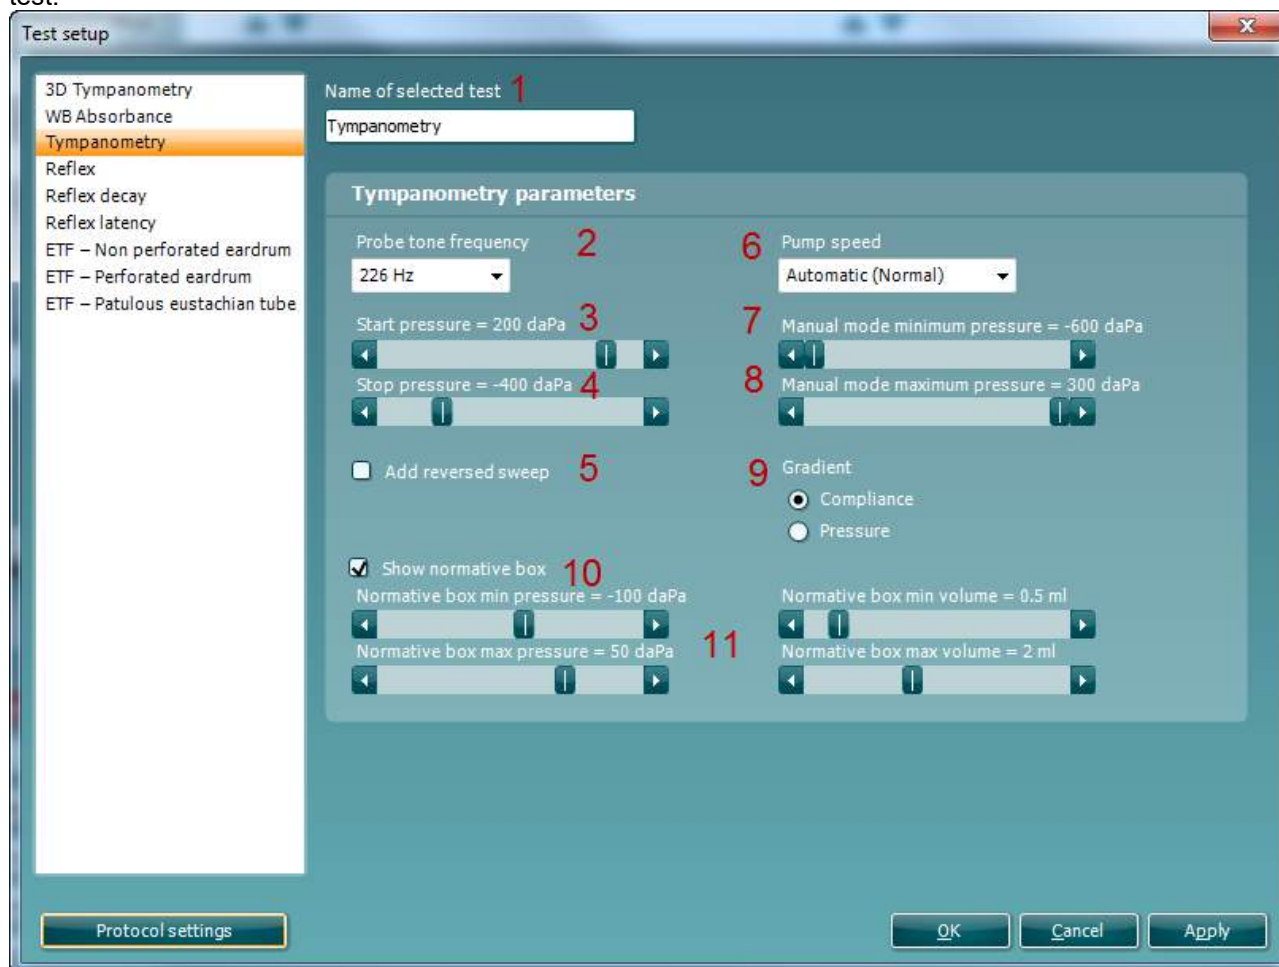 test.
Test setup
3D Tympanometry
WB Absorbance
Tympanometry
Reflex
Reflex decay
Reflex latency
ETF – Non perforated eardrum
ETF – Perforated eardrum
ETF – Patulous eustachian tube
Name of selected test 1
Tympanometry
Tympanometry parameters
Probe tone frequency 2
226 Hz
Start pressure = 200 daPa 3
Stop pressure = -400 daPa 4
Add reversed sweep 5
6 Pump speed
Automatic (Normal)
7 Manual mode minimum pressure = -600 daPa
8 Manual mode maximum pressure = 300 daPa
9 Gradient
Compliance
Pressure
Show normative box 10
Normative box min pressure = -100 daPa
Normative box max pressure = 50 daPa
11
Normative box min volume = 0.5 ml
Normative box max volume = 2 ml
Protocol settings
OK
Cancel
Apply